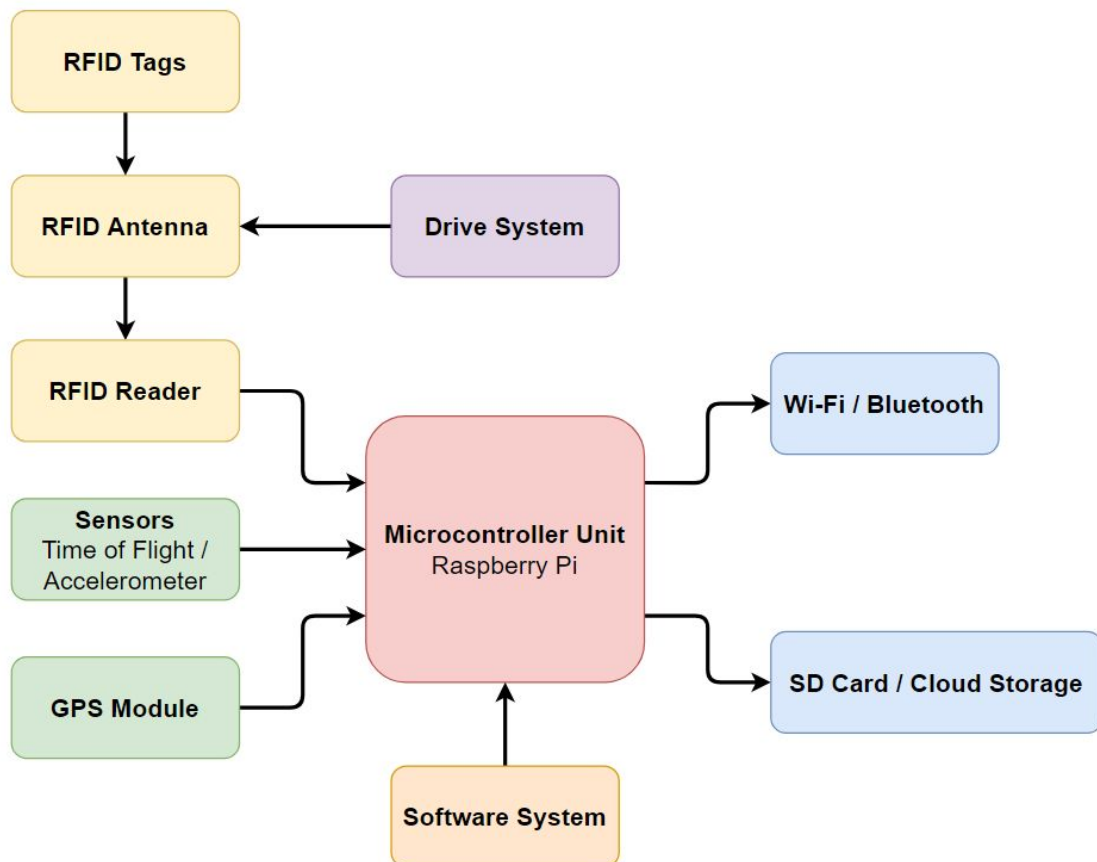 RFID Tags
RFID Antenna
Drive System
RFID Reader
Wi-Fi / Bluetooth
Sensors
Time of Flight /
Accelerometer
Microcontroller Unit
Raspberry Pi
GPS Module
SD Card / Cloud Storage
Software System